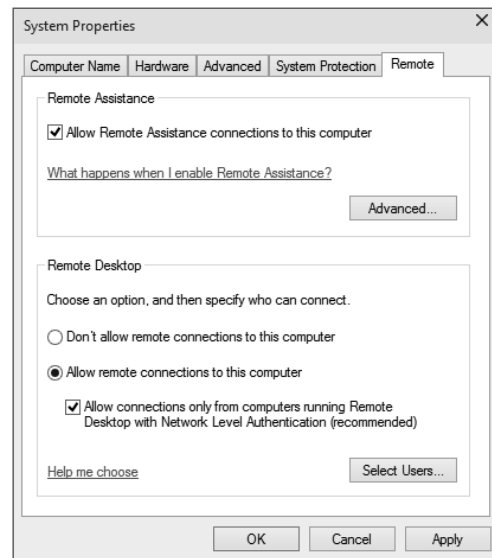 System Properties
Computer Name Hardware Advanced System Protection Remote
Remote Assistance
Allow Remote Assistance connections to this computer
What happens when I enable Remote Assistance?
Advanced...
Remote Desktop
Choose an option, and then specify who can connect.
Don't allow remote connections to this computer
Allow remote connections to this computer
Allow connections only from computers running Remote
Desktop with Network Level Authentication (recommended)
Help me choose
Select Users...
OK Cancel Apply